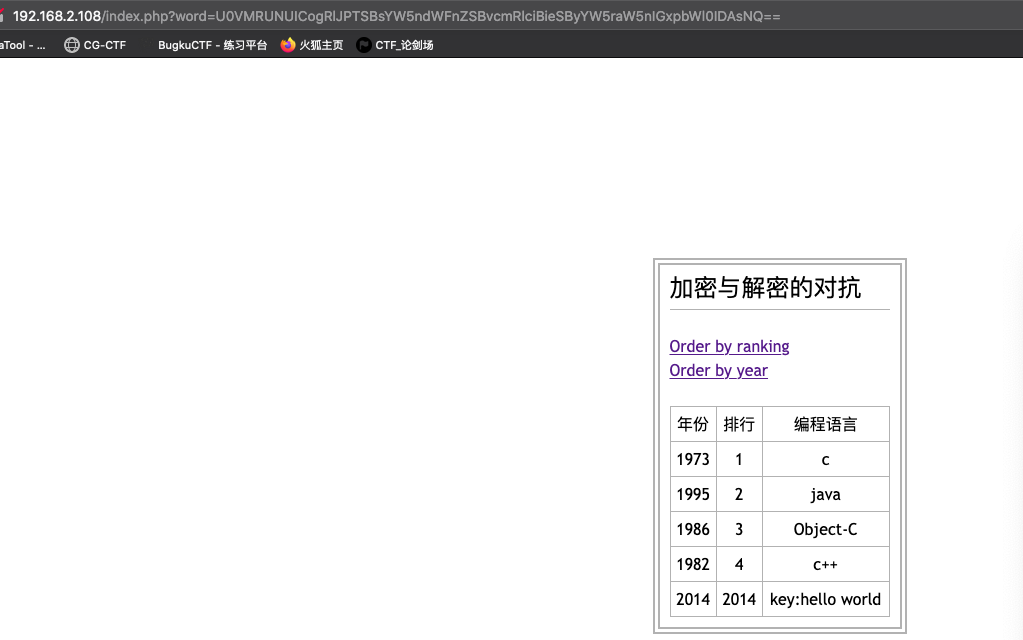 192.168.2.108/index.php?word=U0VMRUNUICogRlJPTSBsYW5ndWFnZSBvcmRlciBieSByYW5raW5nIGxpbWl0IDAsNQ==
aTool - ... CG-CTF BugkuCTF - 练习平台 火狐主页 CTF_论剑场
加密与解密的对抗
Order by ranking
Order by year
年份 排行 编程语言
1973 1 c
1995 2 java
1986 3 Object-C
1982 4 c++
2014 2014 key:hello world